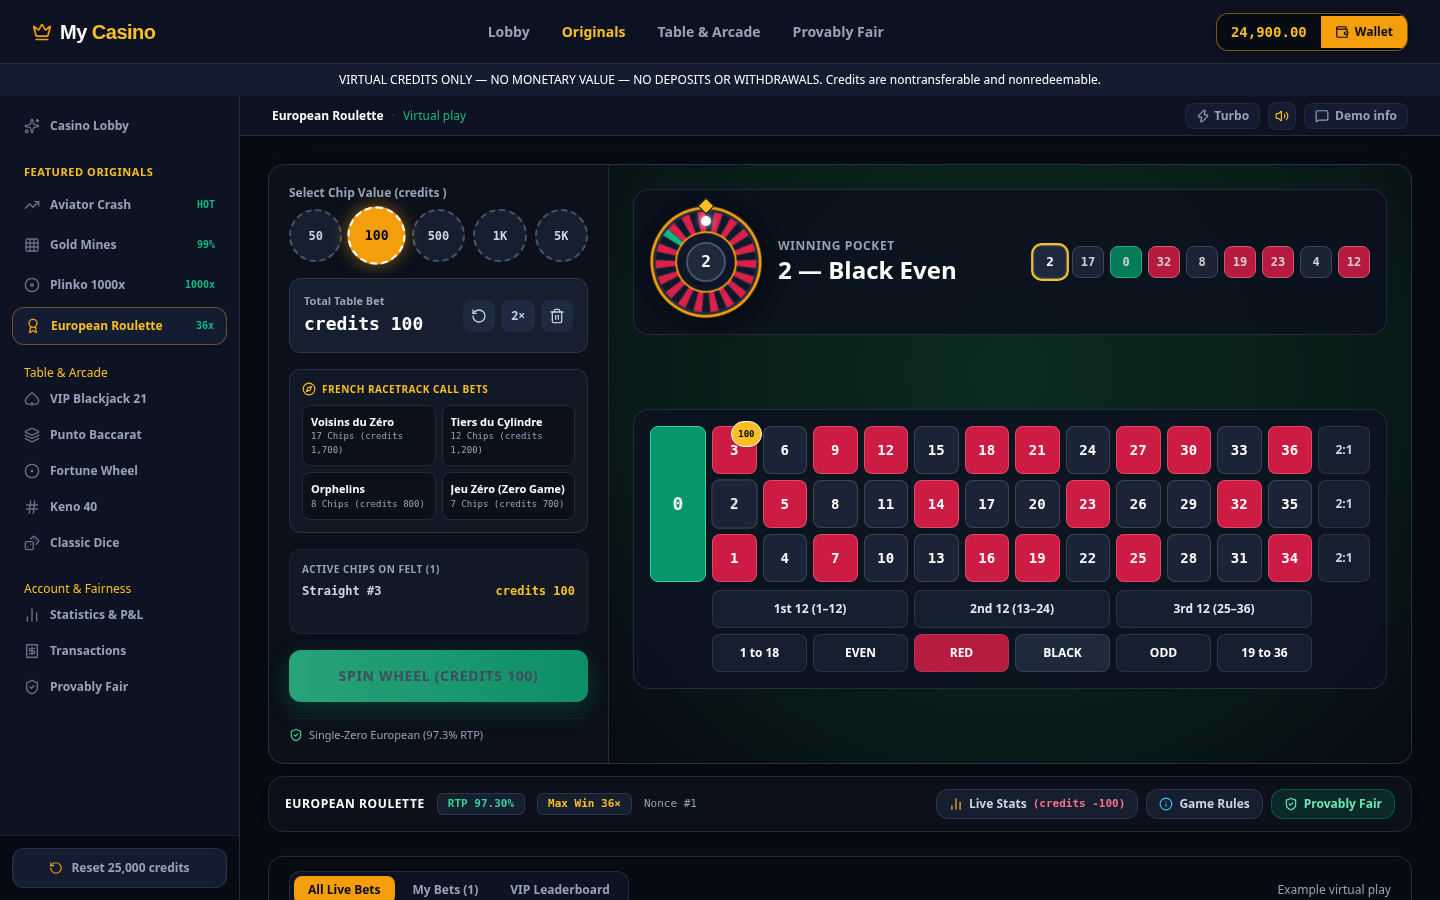 My Casino
Lobby
Originals
Table & Arcade
Provably Fair
24,900.00
Wallet
VIRTUAL CREDITS ONLY — NO MONETARY VALUE — NO DEPOSITS OR WITHDRAWALS. Credits are nontransferable and nonredeemable.
Casino Lobby
FEATURED ORIGINALS
Aviator Crash HOT
Gold Mines 99%
Plinko 1000x 1000x
European Roulette 36x
Table & Arcade
VIP Blackjack 21
Punto Baccarat
Fortune Wheel
Keno 40
Classic Dice
Account & Fairness
Statistics & P&L
Transactions
Provably Fair
Reset 25,000 credits
European Roulette · Virtual play
Turbo
Demo info
Select Chip Value (credits )
50 100 500 1K 5K
Total Table Bet
credits 100
2×
FRENCH RACETRACK CALL BETS
Voisins du Zéro
17 Chips (credits
1,700)
Tiers du Cylindre
12 Chips (credits
1,200)
Orphelins
8 Chips (credits 800)
Jeu Zéro (Zero Game)
7 Chips (credits 700)
ACTIVE CHIPS ON FELT (1)
Straight #3 credits 100
SPIN WHEEL (CREDITS 100)
Single-Zero European (97.3% RTP)
2
WINNING POCKET
2 — Black Even
2 17 0 32 8 19 23 4 12
100
0
3 6 9 12 15 18 21 24 27 30 33 36 2:1
2 5 8 11 14 17 20 23 26 29 32 35 2:1
1 4 7 10 13 16 19 22 25 28 31 34 2:1
1st 12 (1–12) 2nd 12 (13–24) 3rd 12 (25–36)
1 to 18 EVEN RED BLACK ODD 19 to 36
EUROPEAN ROULETTE RTP 97.30% Max Win 36× Nonce #1
Live Stats (credits -100)
Game Rules
Provably Fair
All Live Bets My Bets (1) VIP Leaderboard
Example virtual play